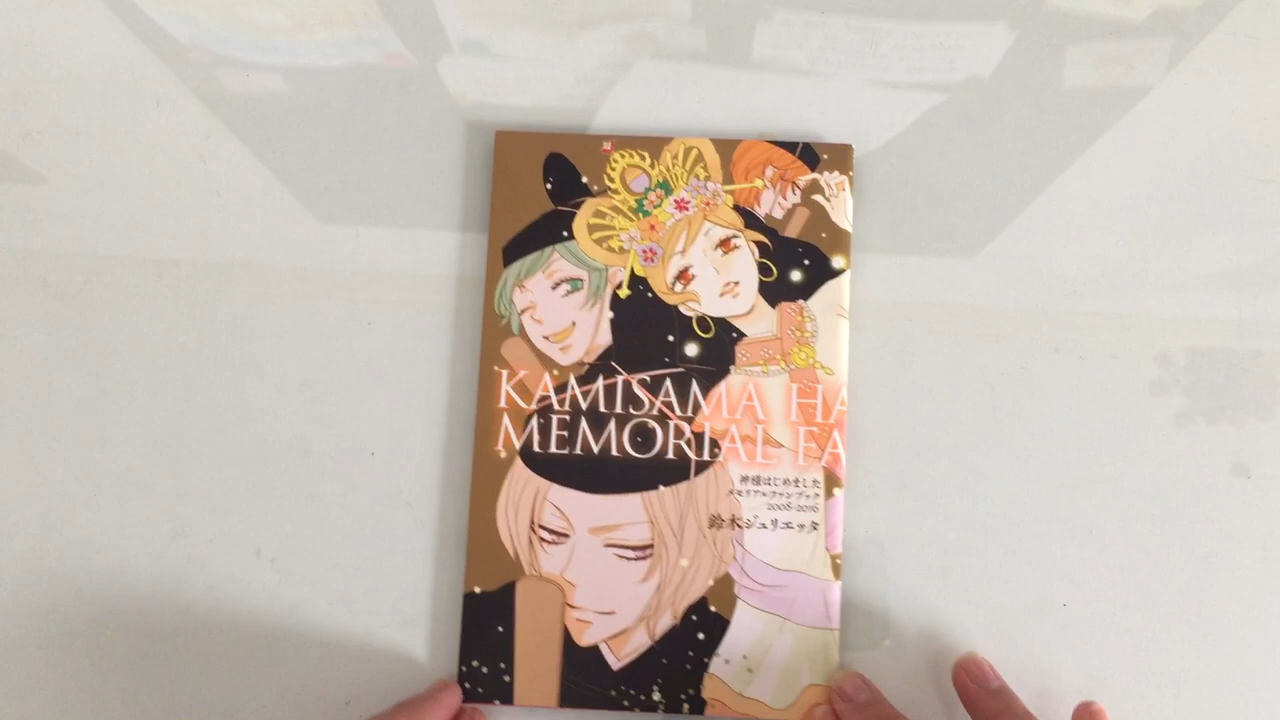 KAMISAMA HA
MEMORIAL FA
神様はじめました
メモリアルファンブック
2008-2016
鈴木ジュリエッタ